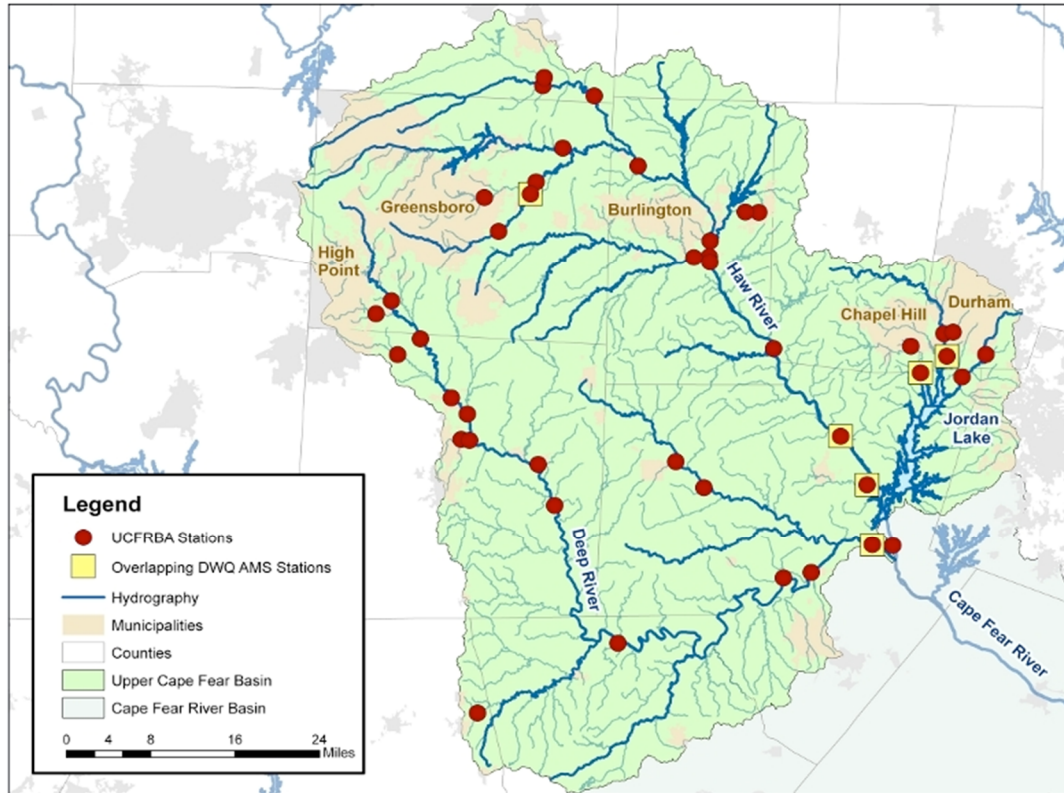 Greensboro
Burlington
High
Point
Haw River
Chapel Hill
Durham
Jordan
Lake
Deep River
Cape Fear River
Legend
UCFRBA Stations
Overlapping DWQ AMS Stations
Hydrography
Municipalities
Counties
Upper Cape Fear Basin
Cape Fear River Basin
0 4 8 16 24
Miles